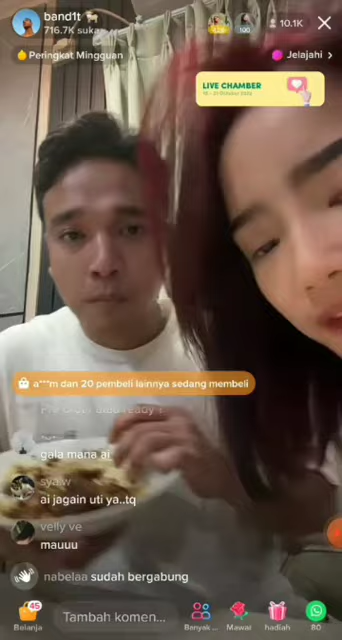 band1t
716.7K suka
10.1K
Peringkat Mingguan
Jelajahi >
LIVE CHAMBER
a***m dan 20 pembeli lainnya sedang membeli
gala mana ai
sya.w
ai jagain uti ya..tq
velly ve
mauuu
nabelaa sudah bergabung
45
Belanja
Tambah komen...
Banyak ...
Mawar
hadiah
80